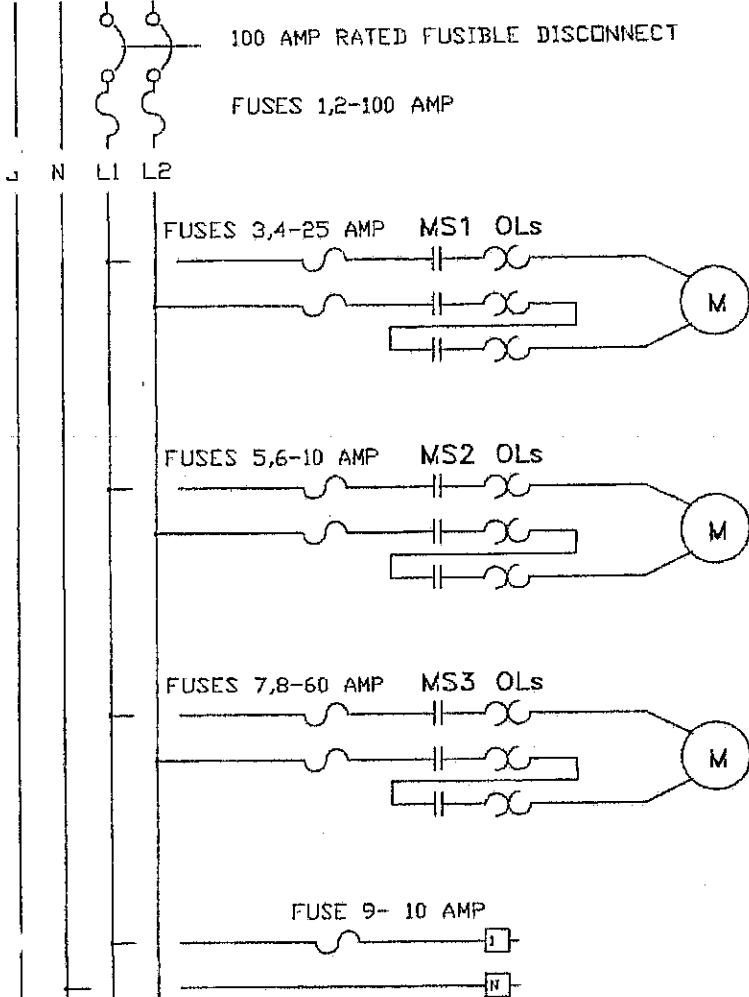 100 AMP RATED FUSIBLE DISCONNECT
FUSES 1,2-100 AMP
N L1 L2
FUSES 3,4-25 AMP MS1 OLs
M
FUSES 5,6-10 AMP MS2 OLs
M
FUSES 7,8-60 AMP MS3 OLs
M
FUSE 9- 10 AMP
1
N